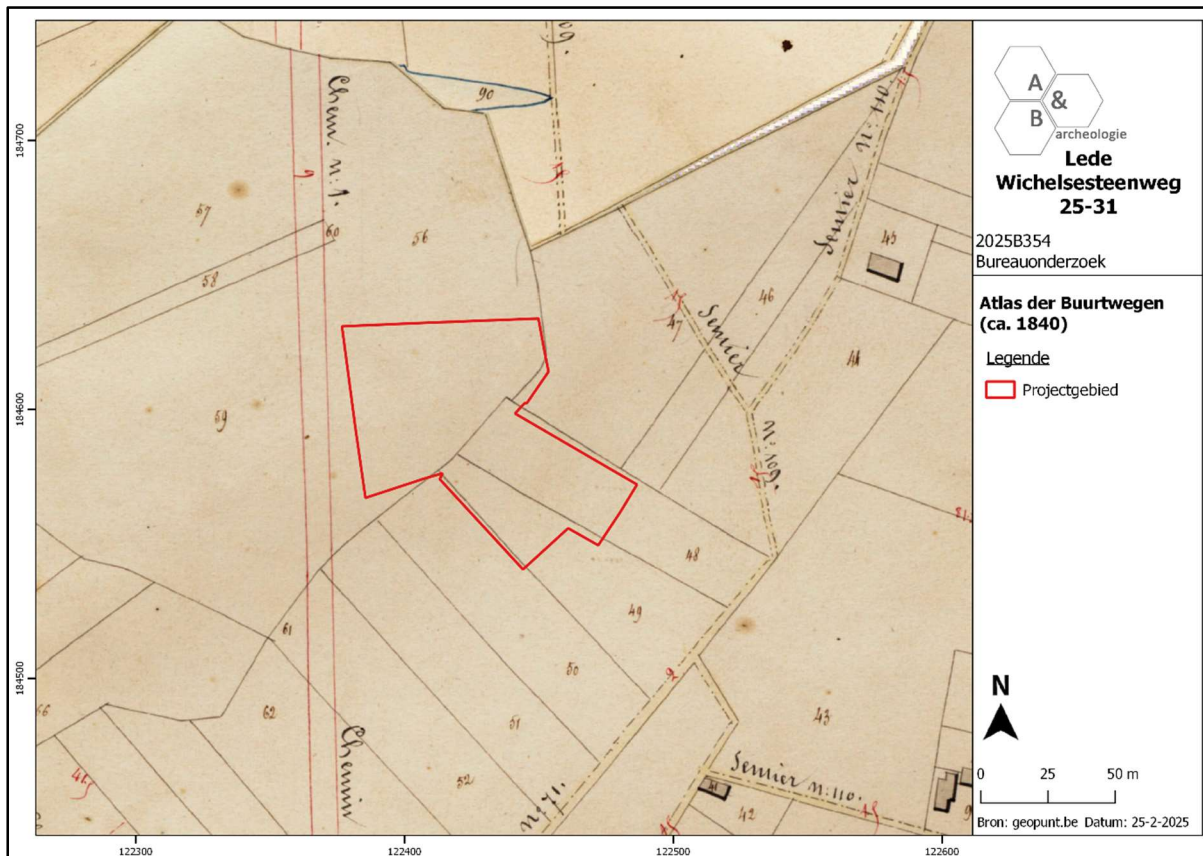 A
&
B
archeologie
Lede
Wichelsesteenweg
25-31
2025B354
Bureauonderzoek
Atlas der Buurtwegen
(ca. 1840)
Legende
Projectgebied
N
0 25 50 m
Bron: geopunt.be Datum: 25-2-2025
184700
184600
184500
122300
122400
122500
122600
Chem. n:1.
90
57
60
56
58
59
9
Sentier n: 110.
45
46
47
Sentier
44
N: 109.
48
49
50
51
52
61
62
Chemin
N: 71.
43
Sentier n: 110.
42